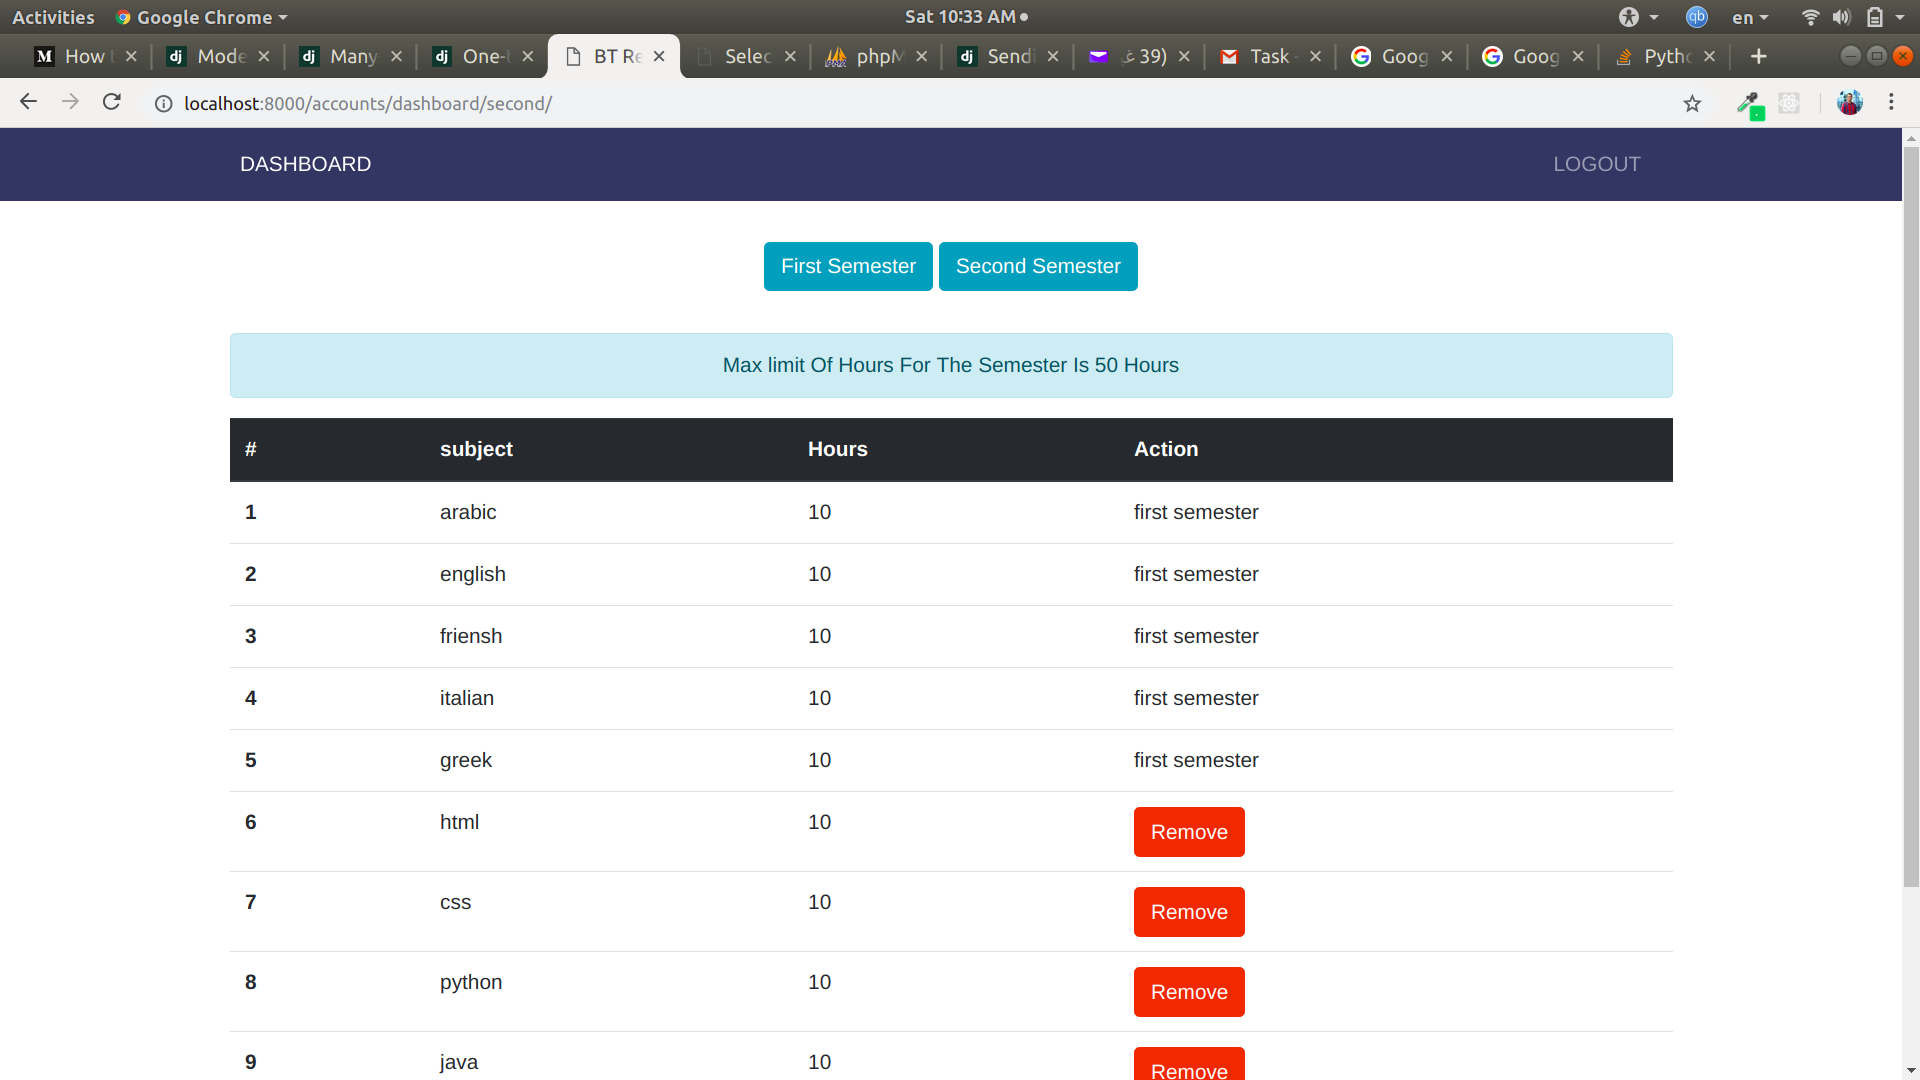 Activities Google Chrome Sat 10:33 AM en
How Mode Many One- BT Re Selec phpM Sendi (39 غ Task - Goog Goog Pytho
localhost:8000/accounts/dashboard/second/
DASHBOARD LOGOUT
First Semester Second Semester
Max limit Of Hours For The Semester Is 50 Hours
# subject Hours Action
1 arabic 10 first semester
2 english 10 first semester
3 friensh 10 first semester
4 italian 10 first semester
5 greek 10 first semester
6 html 10 Remove
7 css 10 Remove
8 python 10 Remove
9 java 10 Remove